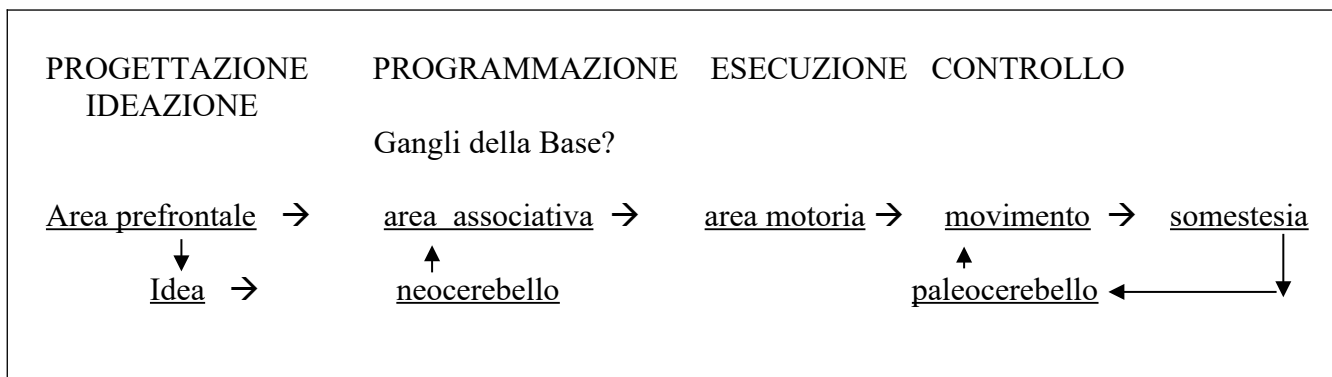 PROGETTAZIONE PROGRAMMAZIONE ESECUZIONE CONTROLLO
IDEAZIONE
Gangli della Base?
Area prefrontale → area associativa → area motoria → movimento → somestesia
Idea → neocerebello paleocerebello